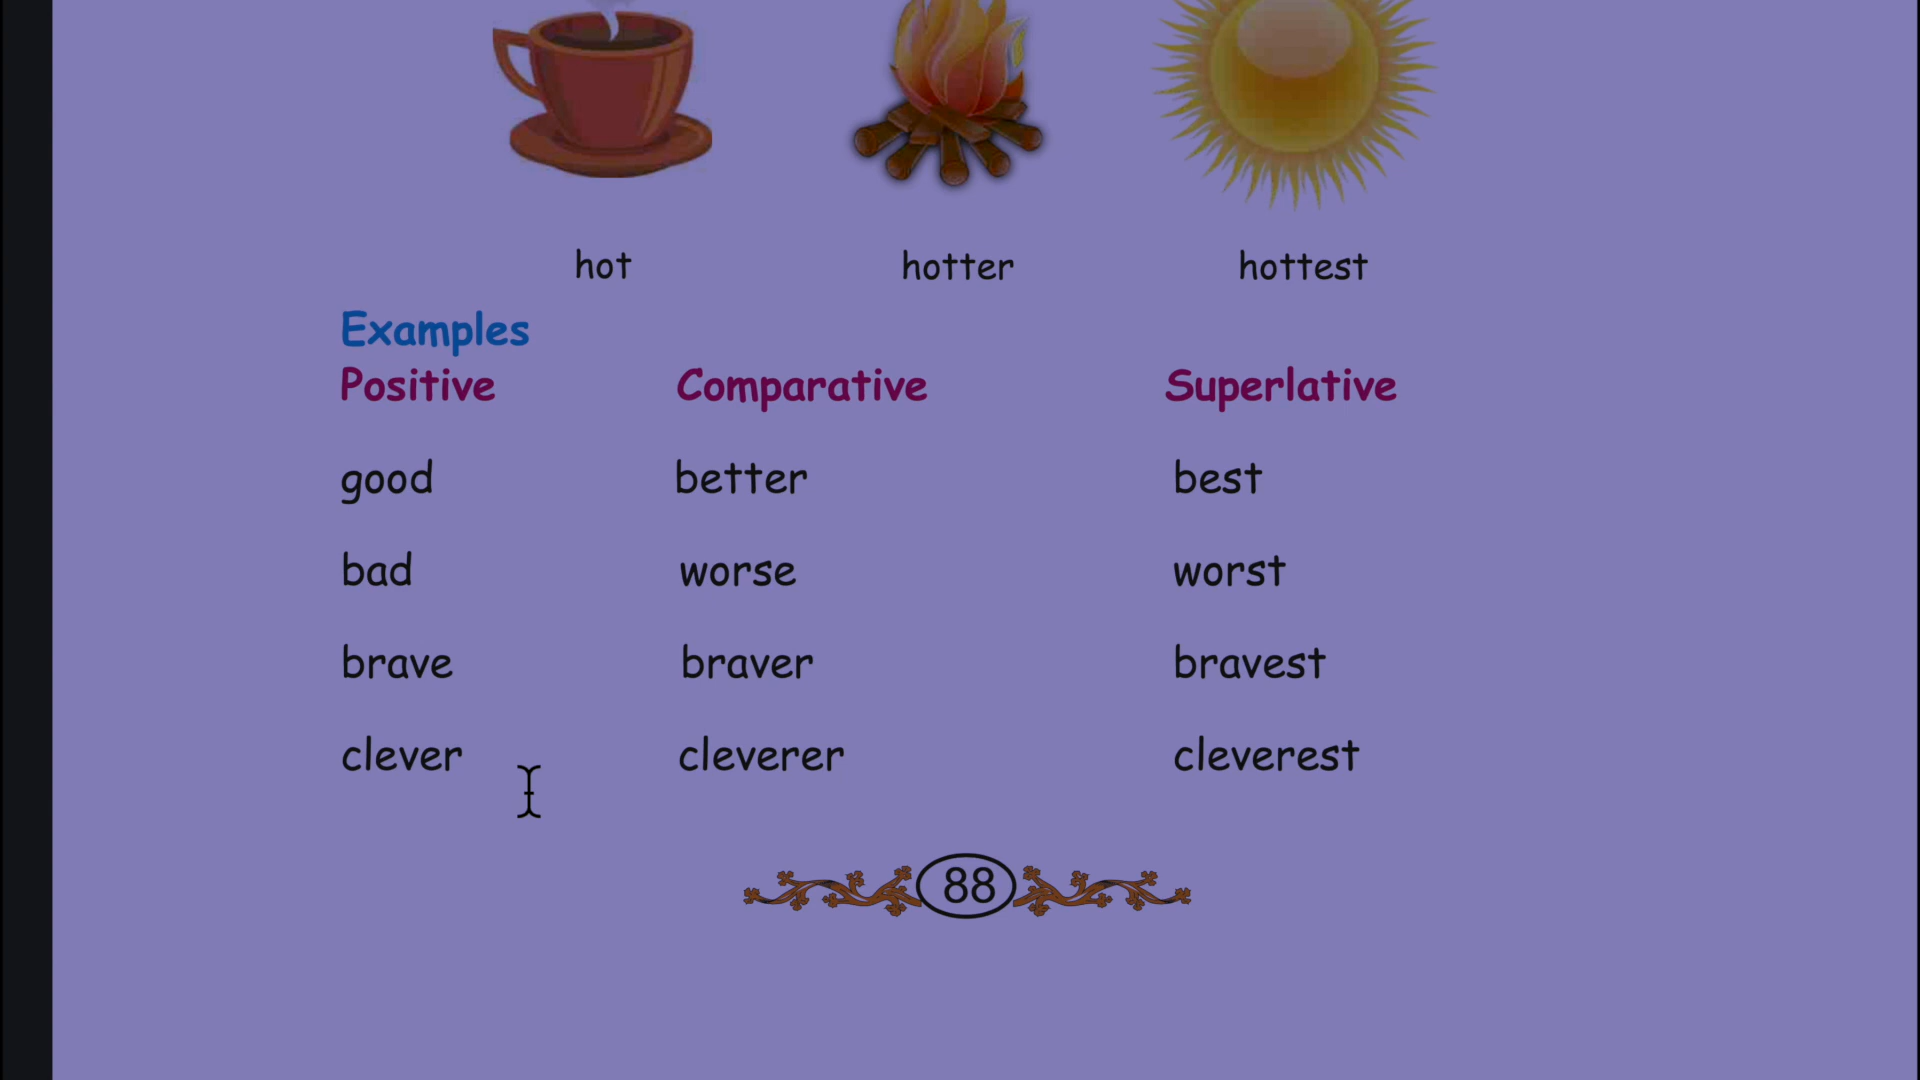 hot hotter hottest
Examples
Positive Comparative Superlative
good better best
bad worse worst
brave braver bravest
clever cleverer cleverest
88